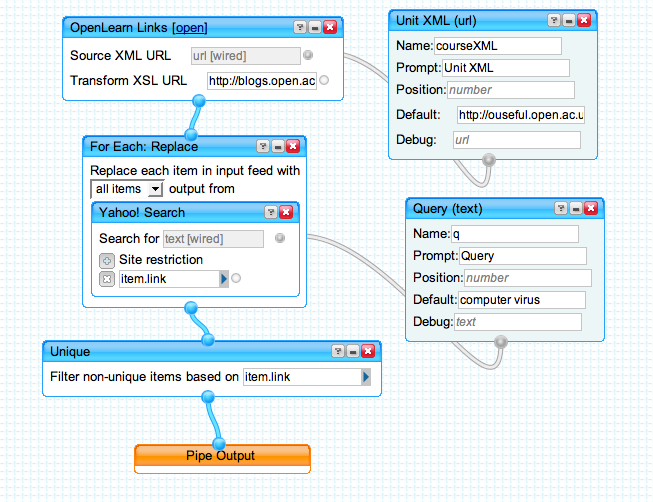 OpenLearn Links [open]
Source XML URL url [wired]
Transform XSL URL http://blogs.open.ac
Unit XML (url)
Name: courseXML
Prompt: Unit XML
Position: number
Default: http://ouseful.open.ac.u
Debug: url
For Each: Replace
Replace each item in input feed with
all items output from
Yahoo! Search
Search for text [wired]
Site restriction
item.link
Query (text)
Name: q
Prompt: Query
Position: number
Default: computer virus
Debug: text
Unique
Filter non-unique items based on item.link
Pipe Output